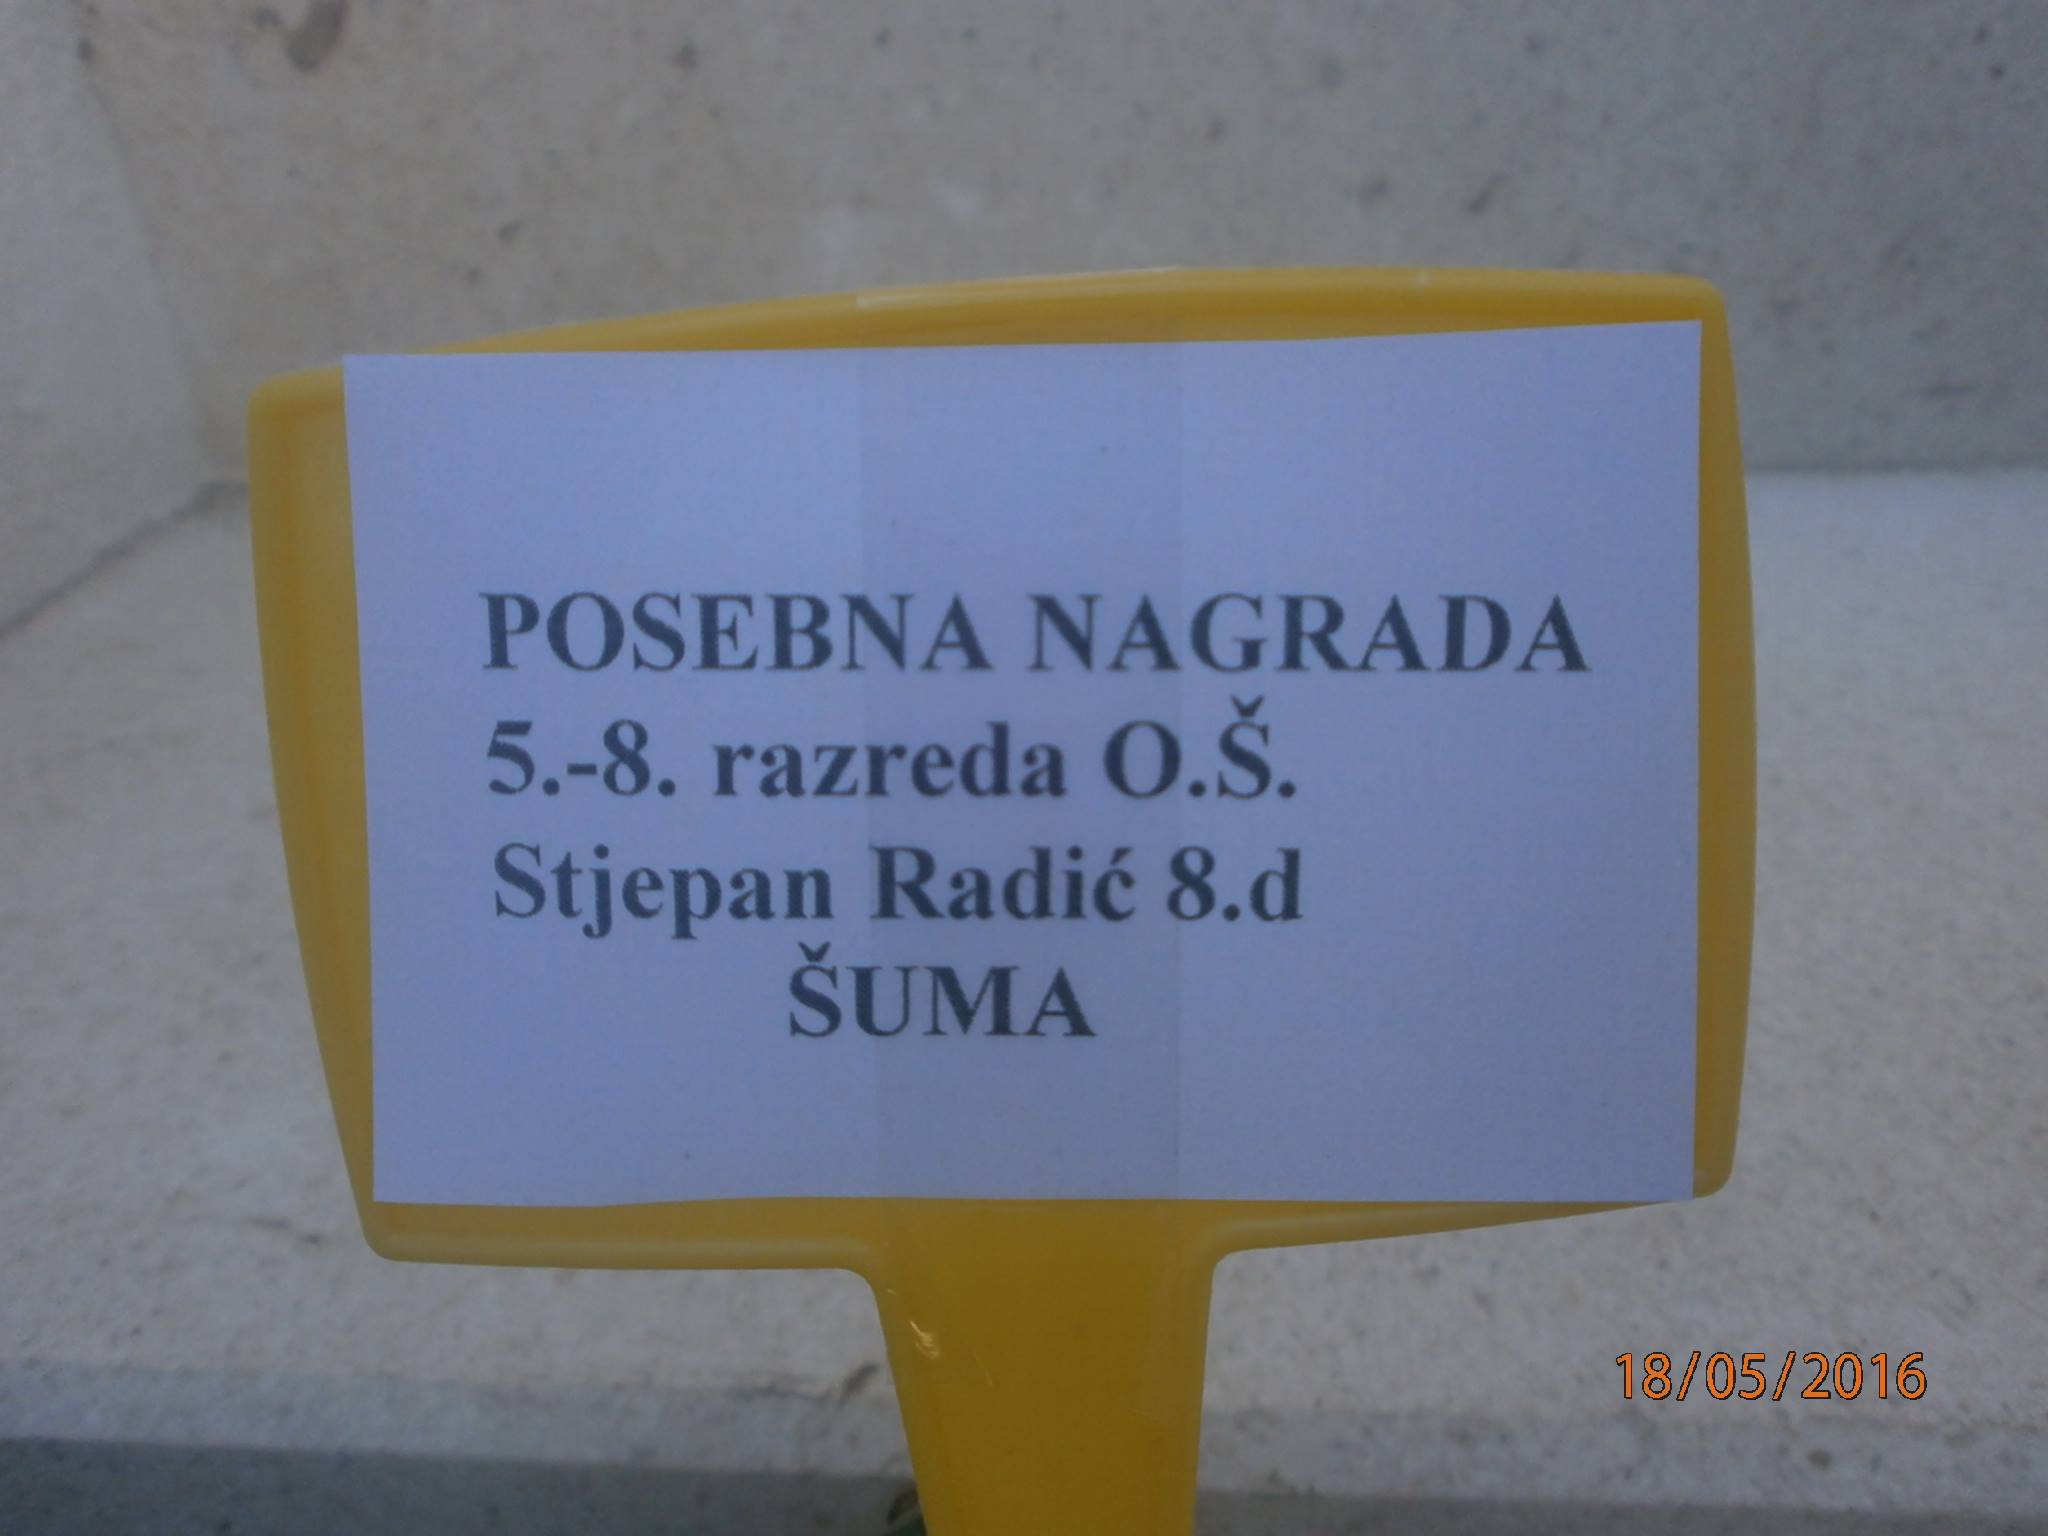 POSEBNA NAGRADA
5.-8. razreda O.Š.
Stjepan Radić 8.d
ŠUMA
18/05/2016